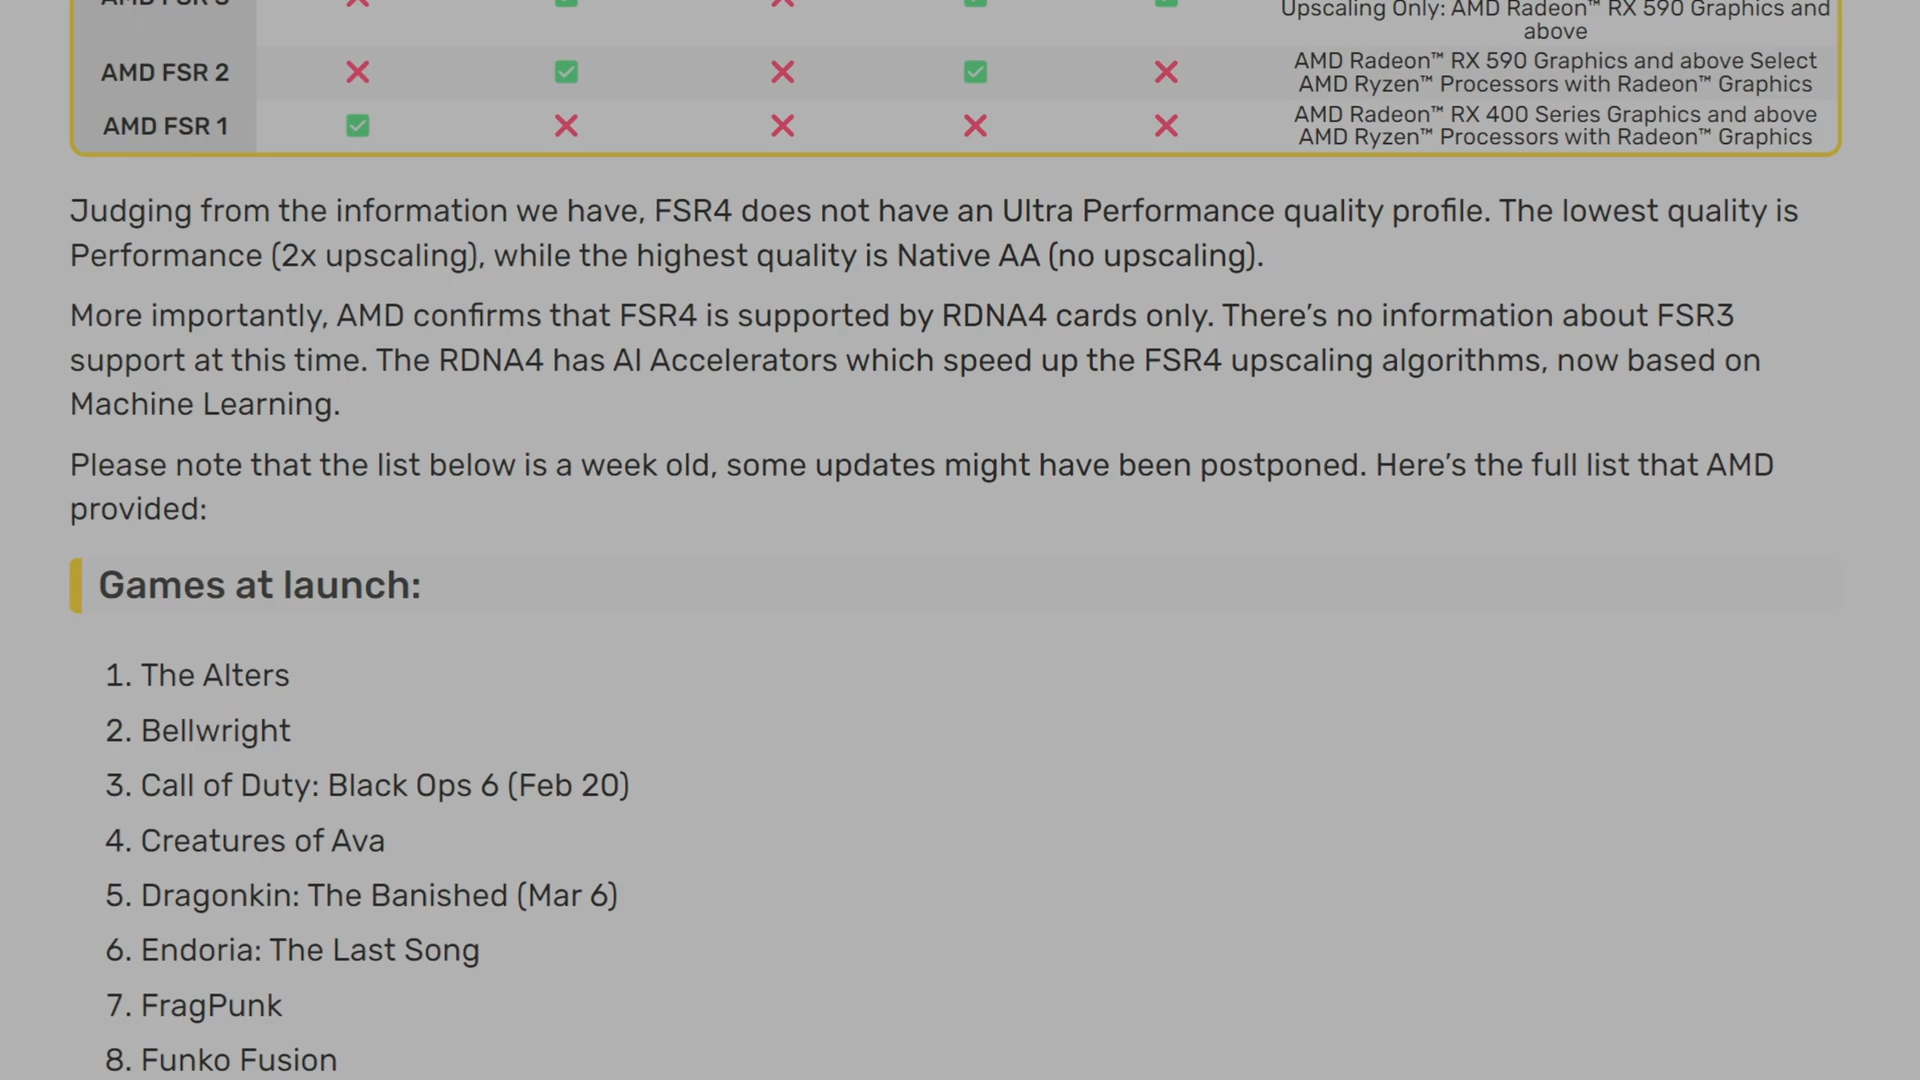 AMD FSR 3
Upscaling Only: AMD Radeon™ RX 590 Graphics and
above
AMD FSR 2
AMD Radeon™ RX 590 Graphics and above Select
AMD Ryzen™ Processors with Radeon™ Graphics
AMD FSR 1
AMD Radeon™ RX 400 Series Graphics and above
AMD Ryzen™ Processors with Radeon™ Graphics
Judging from the information we have, FSR4 does not have an Ultra Performance quality profile. The lowest quality is
Performance (2x upscaling), while the highest quality is Native AA (no upscaling).
More importantly, AMD confirms that FSR4 is supported by RDNA4 cards only. There’s no information about FSR3
support at this time. The RDNA4 has AI Accelerators which speed up the FSR4 upscaling algorithms, now based on
Machine Learning.
Please note that the list below is a week old, some updates might have been postponed. Here’s the full list that AMD
provided:
Games at launch:
1. The Alters
2. Bellwright
3. Call of Duty: Black Ops 6 (Feb 20)
4. Creatures of Ava
5. Dragonkin: The Banished (Mar 6)
6. Endoria: The Last Song
7. FragPunk
8. Funko Fusion